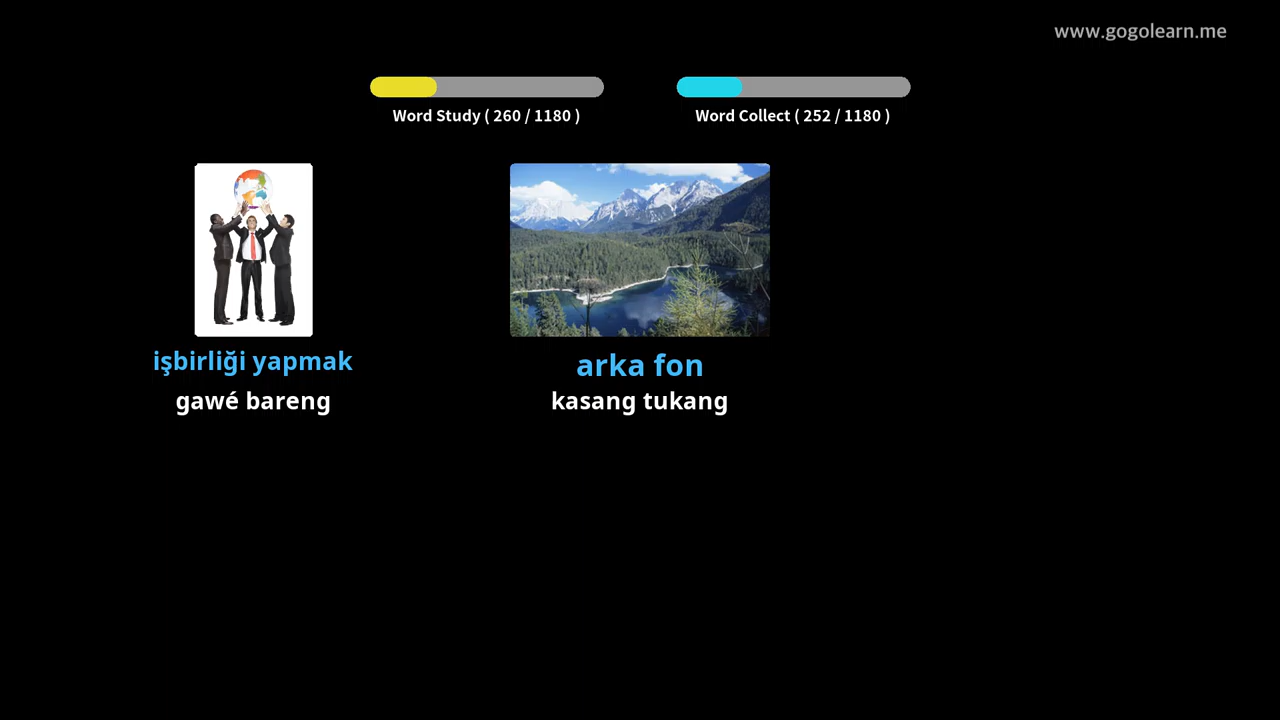 www.gogolearn.me
Word Study ( 260 / 1180 )
Word Collect ( 252 / 1180 )
işbirliği yapmak
gawé bareng
arka fon
kasang tukang